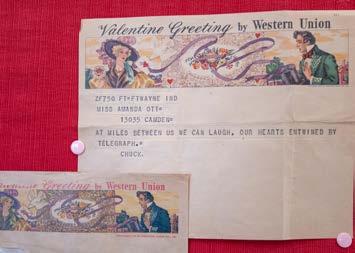 Valentine Greeting by Western Union
ZF750 FT=FTWAYNE IND
MISS AMANDA OTT=
13035 CAMDEN=
AT MILES BETWEEN US WE CAN LAUGH, OUR HEARTS ENTWINED BY
TELEGRAPH.=
CHUCK.
Valentine Greeting by Western Union